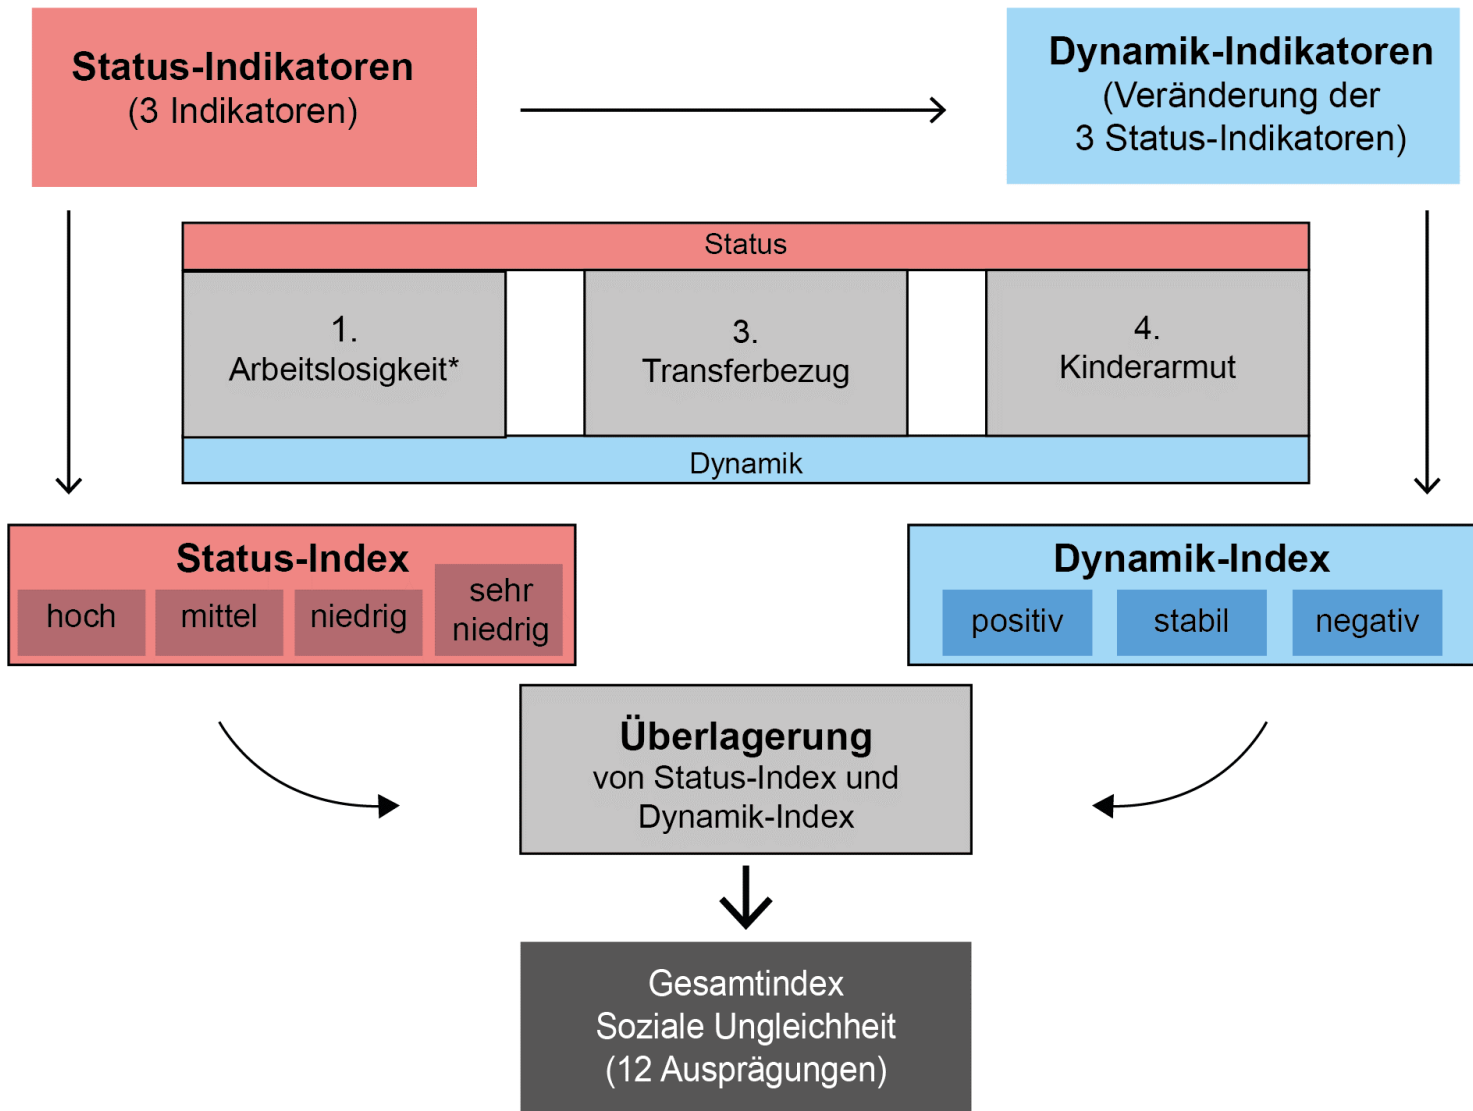 Status-Indikatoren
(3 Indikatoren)
Dynamik-Indikatoren
(Veränderung der
3 Status-Indikatoren)
Status
1.
Arbeitslosigkeit*
3.
Transferbezug
4.
Kinderarmut
Dynamik
Status-Index
hoch
mittel
niedrig
sehr
niedrig
Dynamik-Index
positiv
stabil
negativ
Überlagerung
von Status-Index und
Dynamik-Index
Gesamtindex
Soziale Ungleichheit
(12 Ausprägungen)